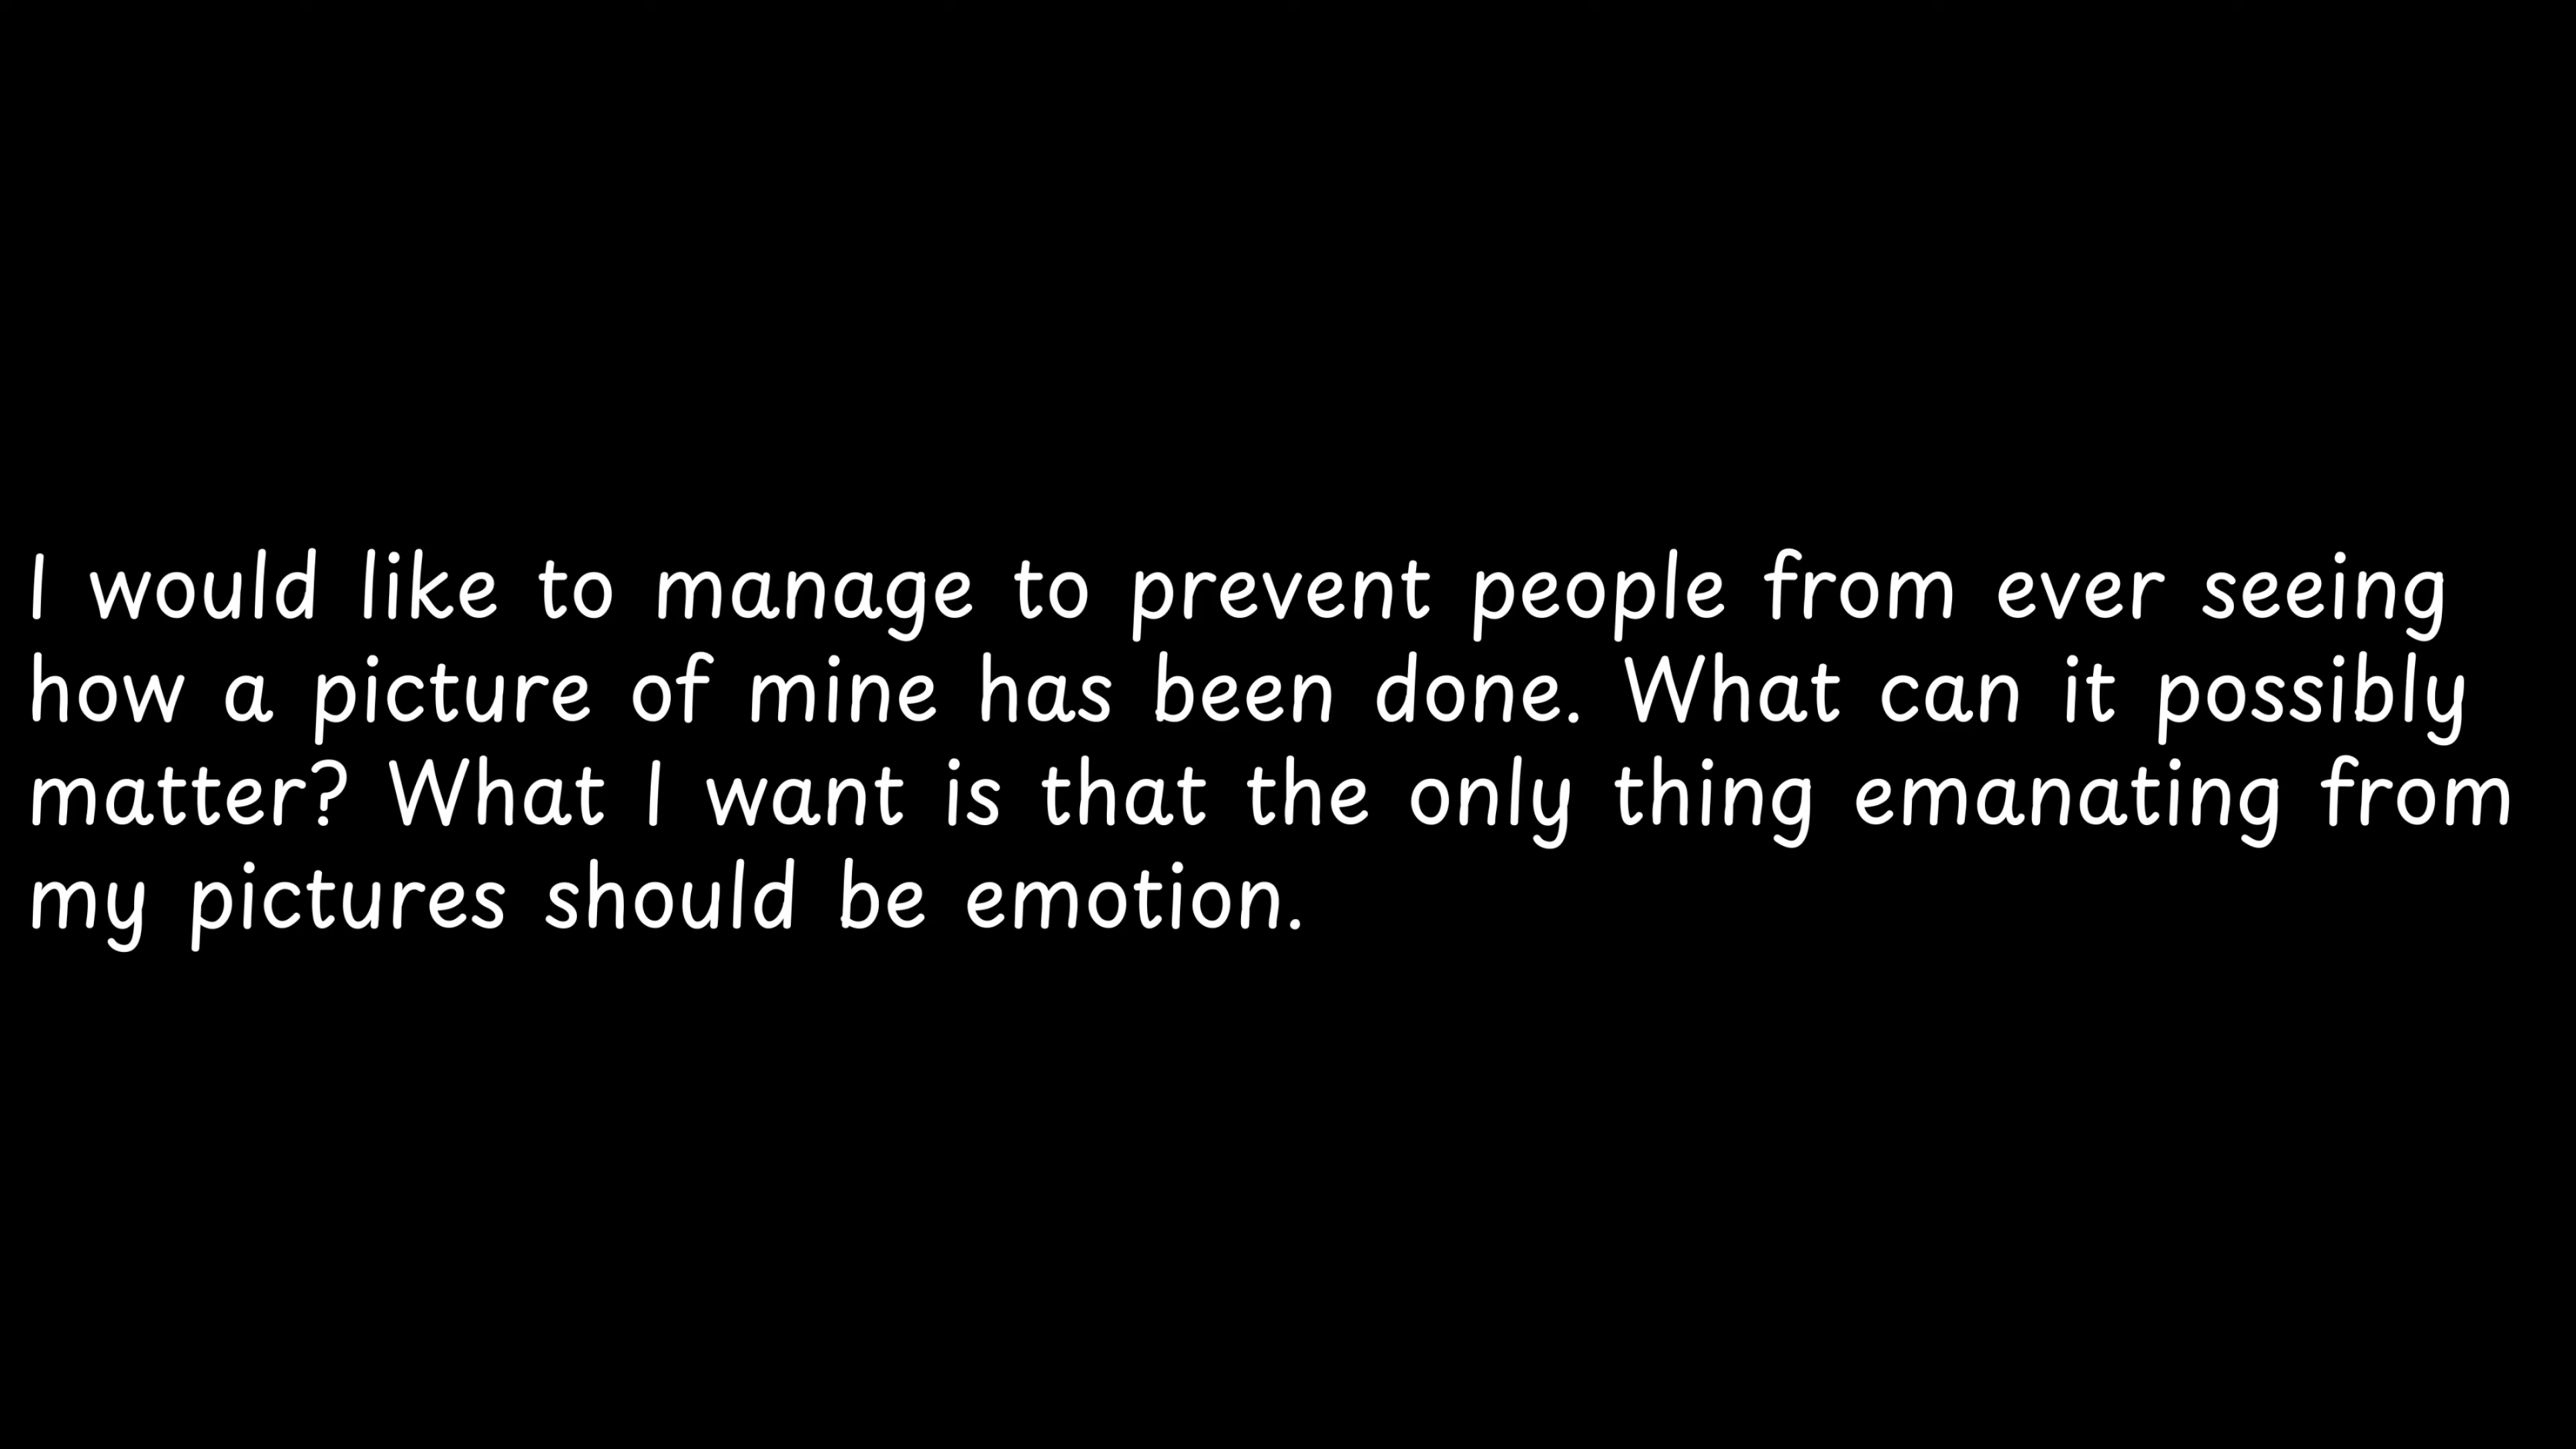 I would like to manage to prevent people from ever seeing
how a picture of mine has been done. What can it possibly
matter? What I want is that the only thing emanating from
my pictures should be emotion.